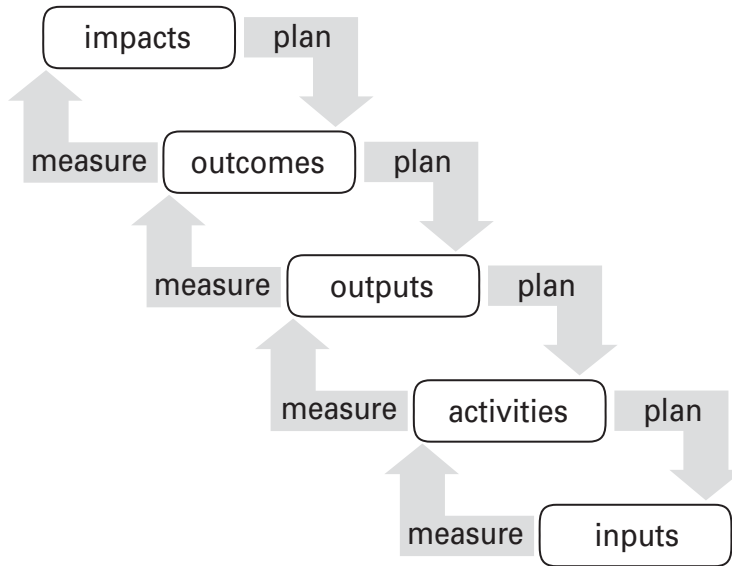 impacts
plan
measure
outcomes
plan
measure
outputs
plan
measure
activities
plan
measure
inputs